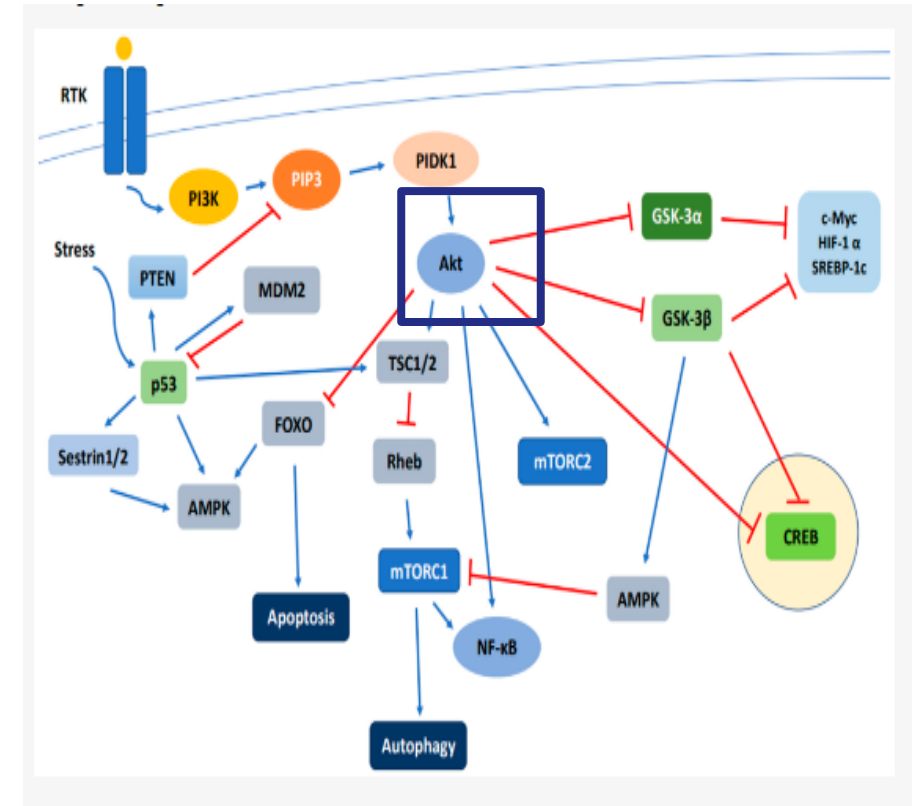 RTK
PI3K
PIP3
PIDK1
Akt
GSK-3α
c-Myc
HIF-1 α
SREBP-1c
Stress
PTEN
MDM2
GSK-3β
p53
TSC1/2
FOXO
Sestrin1/2
Rheb
mTORC2
AMPK
CREB
mTORC1
AMPK
Apoptosis
NF-κB
Autophagy